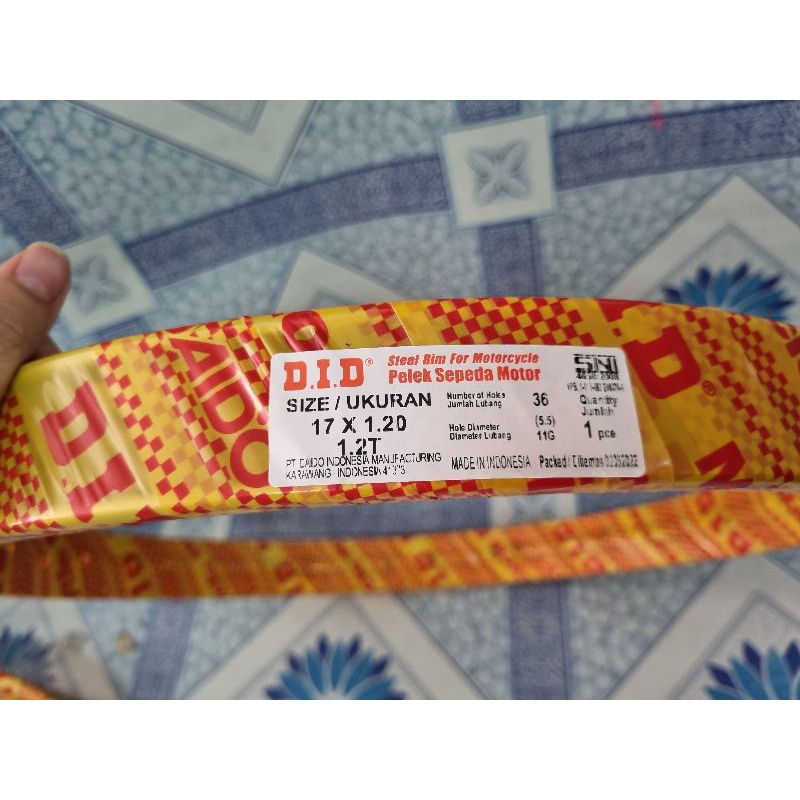 D.I.D®
Steel Rim For Motorcycle
Pelek Sepeda Motor
SNI
SIZE / UKURAN
17 X 1.20
1.2T
Number of Holes
Jumlah Lubang
36
Hole Diameter
Diameter Lubang
(5.5)
11G
Quantity
Jumlah
1 pce
PT. DAIDO INDONESIA MANUFACTURING
KARAWANG - INDONESIA
MADE IN INDONESIA
Packed /
D.I.D
DAIDO
D